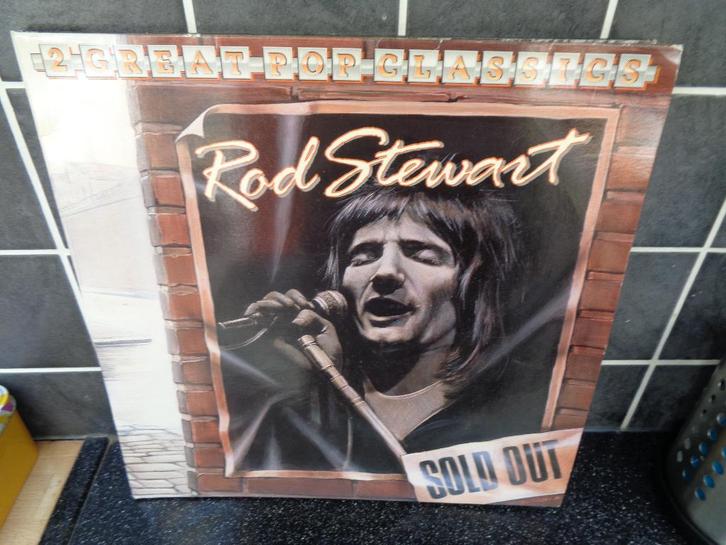 2 GREAT POP CLASSICS
Rod Stewart
SOLD OUT